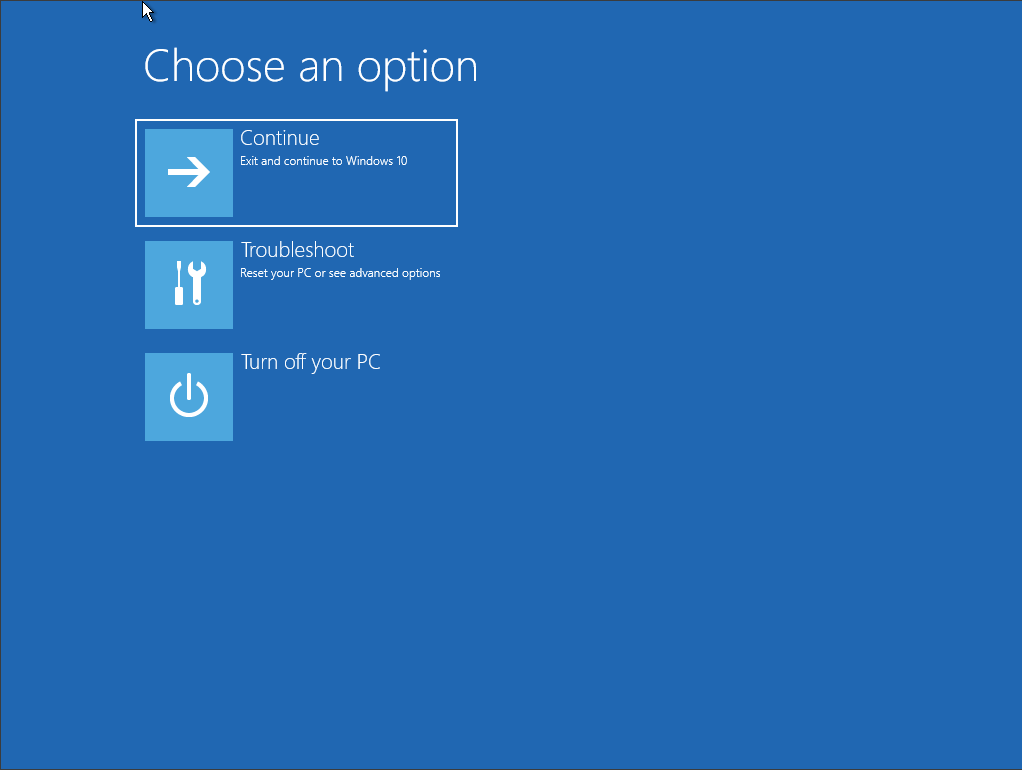 Choose an option
Continue
Exit and continue to Windows 10
Troubleshoot
Reset your PC or see advanced options
Turn off your PC